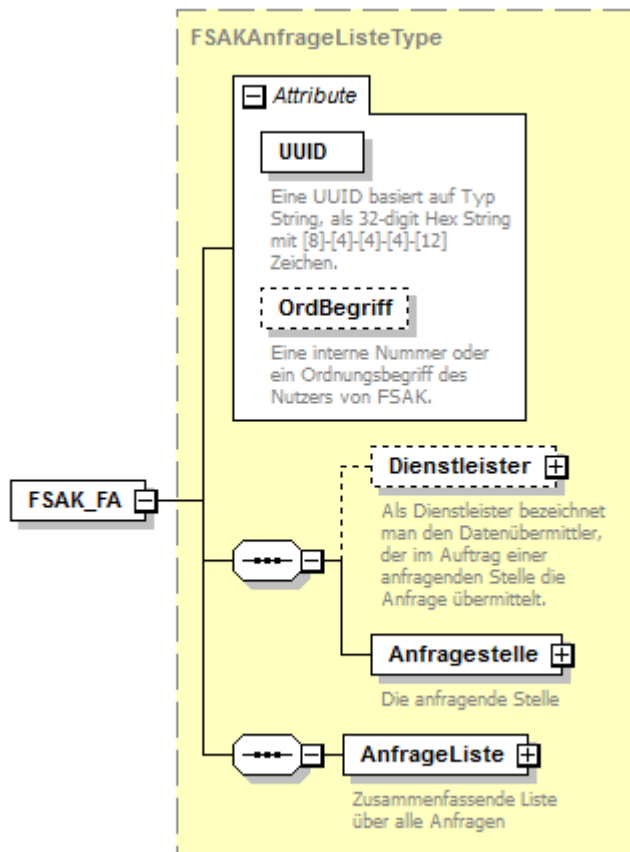 FSAKAnfrageListeType
Attribute
UUID
Eine UUID basiert auf Typ
String, als 32-digit Hex String
mit [8]-[4]-[4]-[4]-[12]
Zeichen.
OrdBegriff
Eine interne Nummer oder
ein Ordnungsbegriff des
Nutzers von FSAK.
FSAK_FA
Dienstleister
Als Dienstleister bezeichnet
man den Datenübermittler,
der im Auftrag einer
anfragenden Stelle die
Anfrage übermittelt.
Anfragestelle
Die anfragende Stelle
AnfrageListe
Zusammenfassende Liste
über alle Anfragen